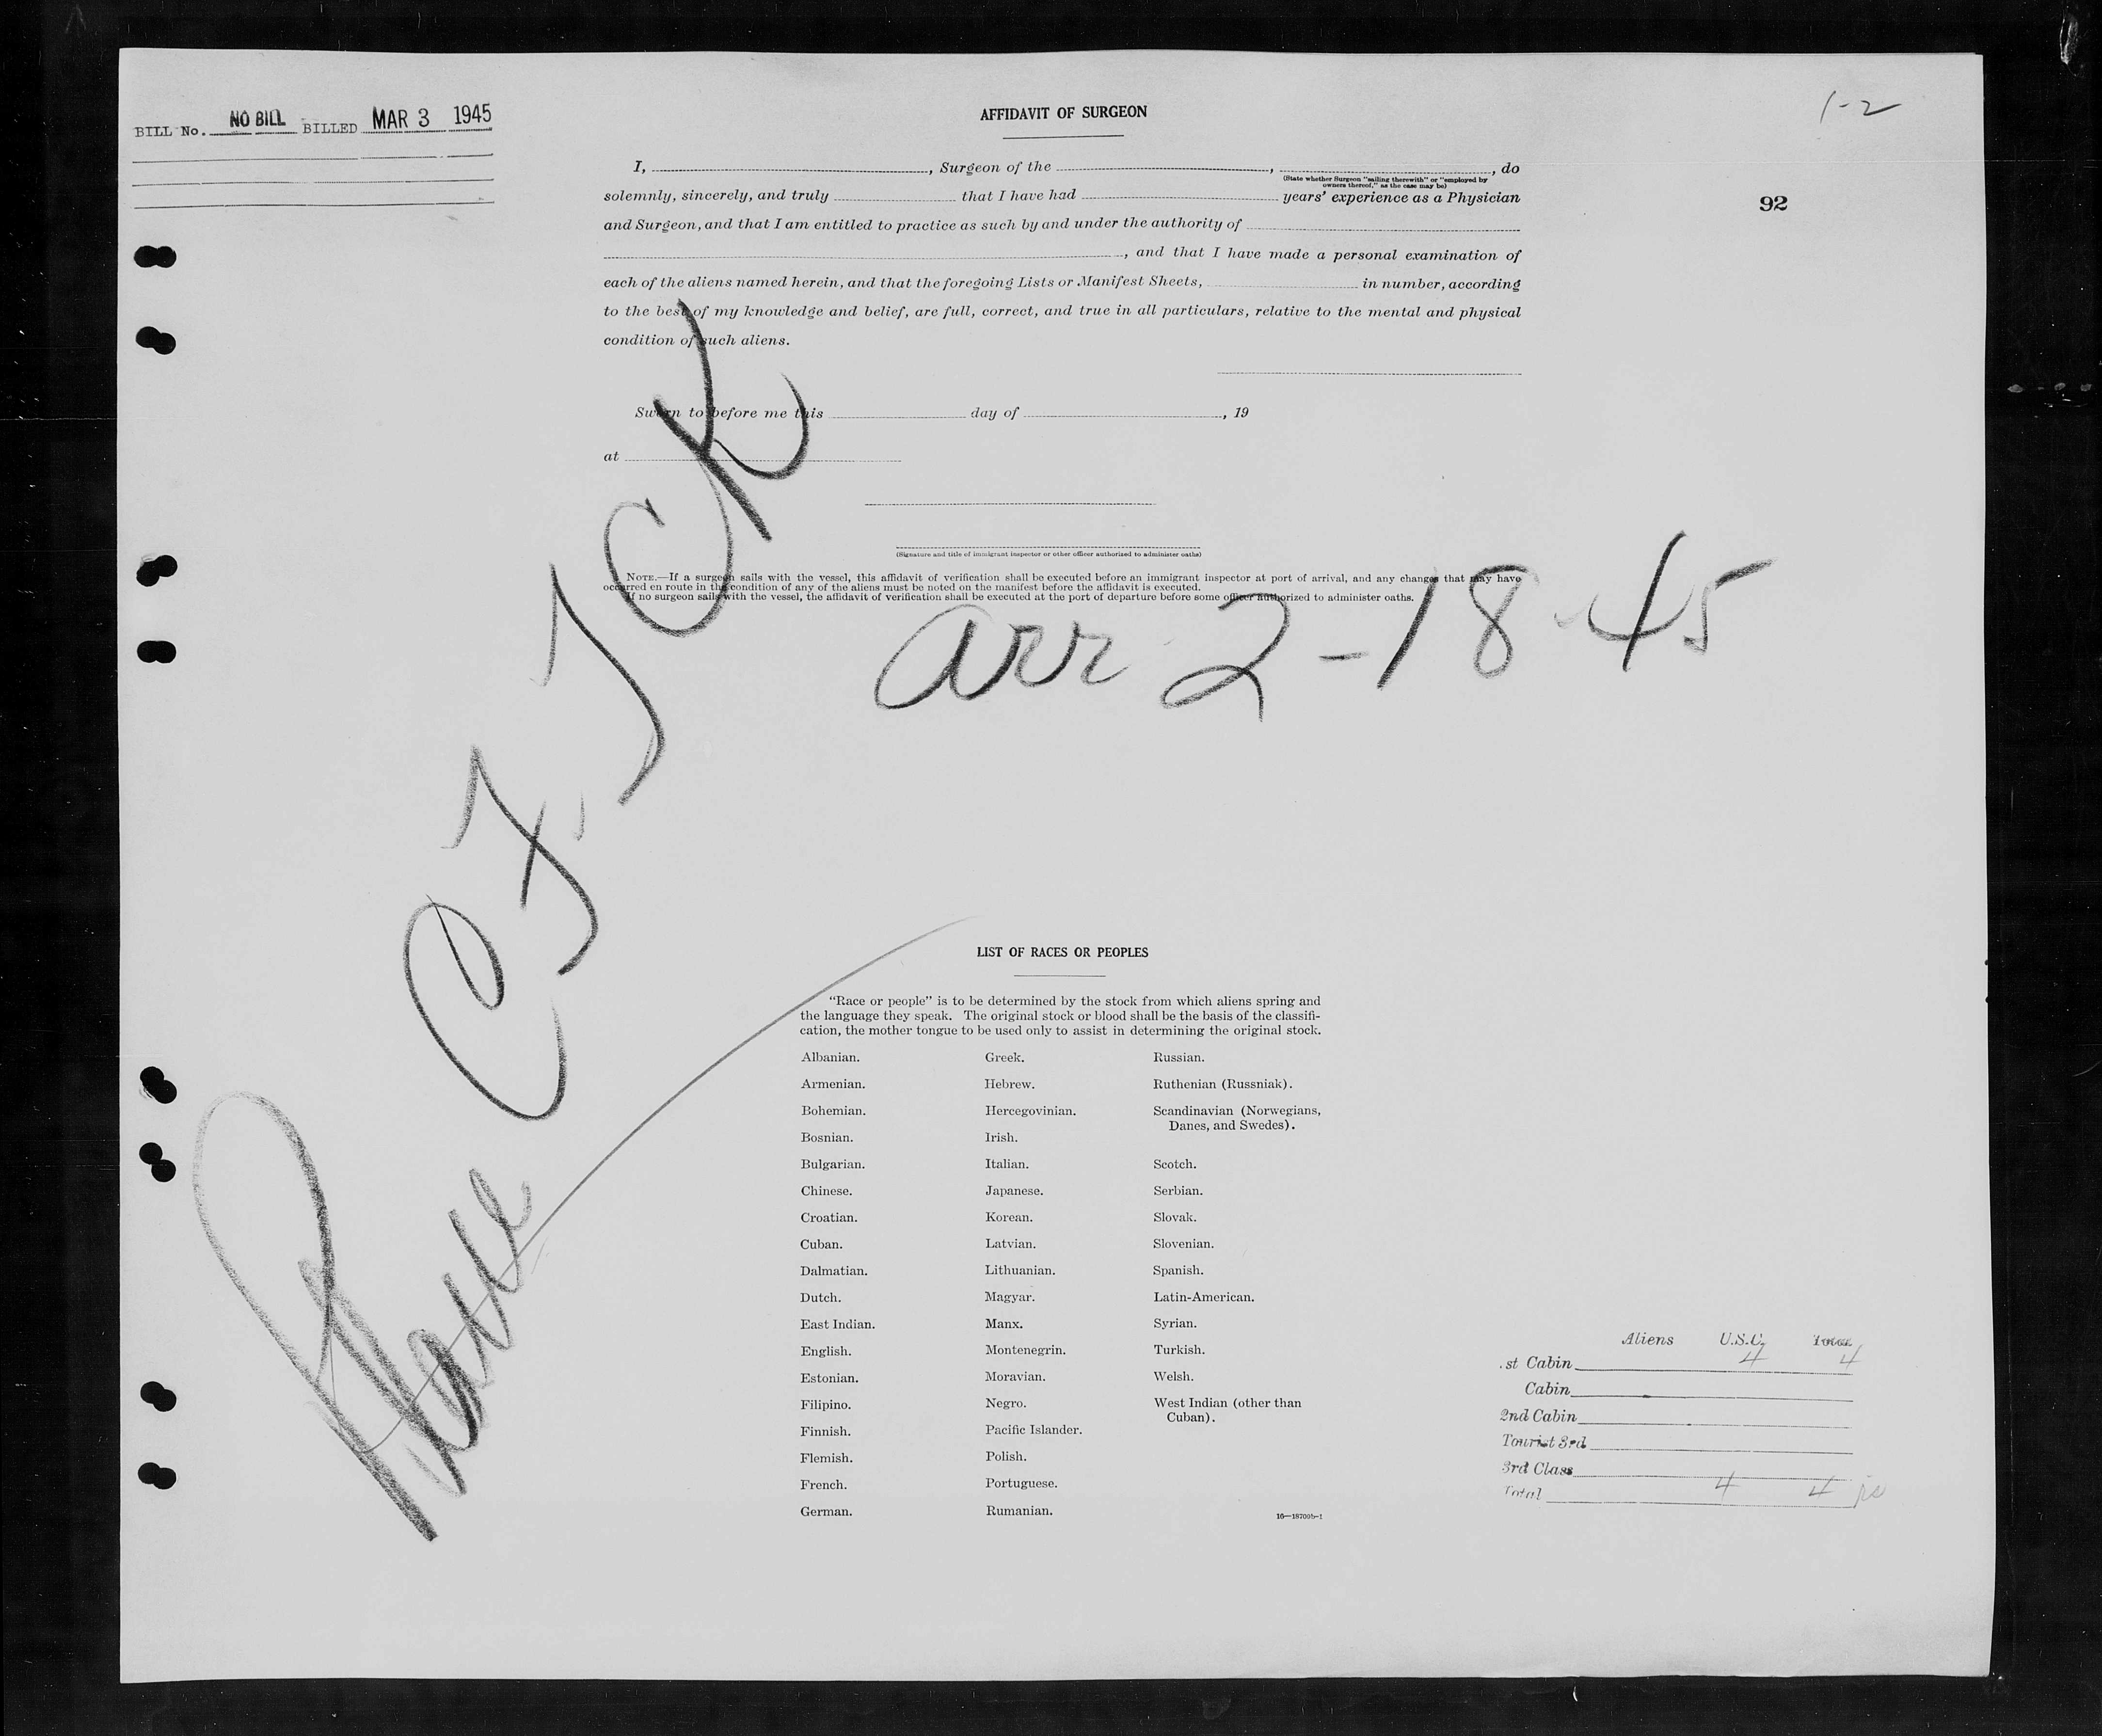 BILL No. NO BILL BILLED MAR 3 1945
AFFIDAVIT OF SURGEON
1-2
92
I, , Surgeon of the , , do
(State whether Surgeon "sailing therewith" or "employed by
owners thereof," as the case may be)
solemnly, sincerely, and truly that I have had years' experience as a Physician
and Surgeon, and that I am entitled to practice as such by and under the authority of
, and that I have made a personal examination of
each of the aliens named herein, and that the foregoing Lists or Manifest Sheets, in number, according
to the best of my knowledge and belief, are full, correct, and true in all particulars, relative to the mental and physical
condition of such aliens.
Sworn to before me this day of , 19
at
(Signature and title of immigrant inspector or other officer authorized to administer oaths)
NOTE.—If a surgeon sails with the vessel, this affidavit of verification shall be executed before an immigrant inspector at port of arrival, and any changes that may have
occurred en route in the condition of any of the aliens must be noted on the manifest before the affidavit is executed.
If no surgeon sails with the vessel, the affidavit of verification shall be executed at the port of departure before some officer authorized to administer oaths.
Plane CF. JCK
arr 2-18-45
LIST OF RACES OR PEOPLES
"Race or people" is to be determined by the stock from which aliens spring and
the language they speak. The original stock or blood shall be the basis of the classifi-
cation, the mother tongue to be used only to assist in determining the original stock.
Albanian. Greek. Russian.
Armenian. Hebrew. Ruthenian (Russniak).
Bohemian. Hercegovinian. Scandinavian (Norwegians,
Danes, and Swedes).
Bosnian. Irish.
Bulgarian. Italian. Scotch.
Chinese. Japanese. Serbian.
Croatian. Korean. Slovak.
Cuban. Latvian. Slovenian.
Dalmatian. Lithuanian. Spanish.
Dutch. Magyar. Latin-American.
East Indian. Manx. Syrian.
English. Montenegrin. Turkish.
Estonian. Moravian. Welsh.
Filipino. Negro. West Indian (other than
Cuban).
Finnish. Pacific Islander.
Flemish. Polish.
French. Portuguese.
German. Rumanian.
16—18700b-1
Aliens U.S.C. Total
st Cabin 4 4
Cabin
2nd Cabin
Tourist 3rd
3rd Class
Total 4 4